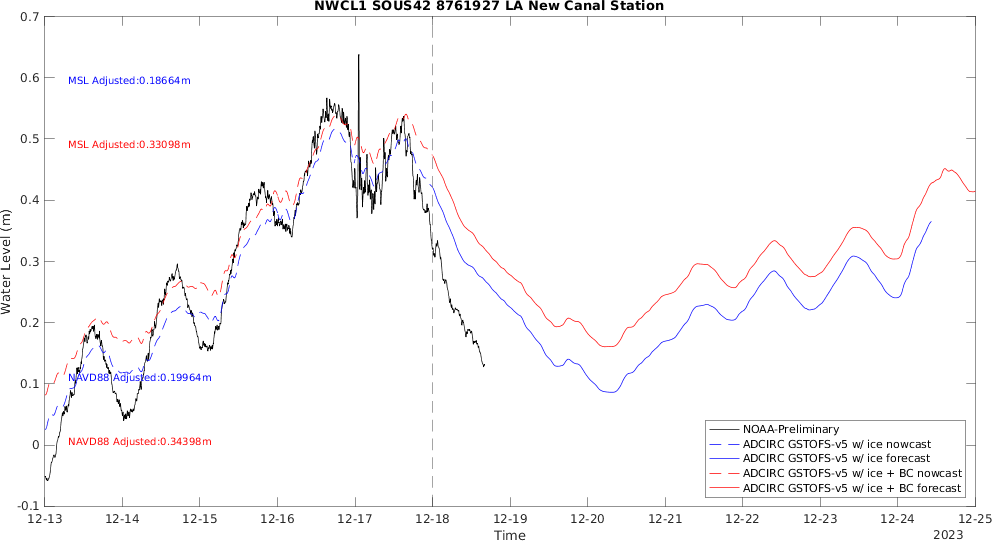 NWCL1 SOUS42 8761927 LA New Canal Station
0.7
0.6
0.5
0.4
0.3
0.2
0.1
0
-0.1
Water Level (m)
MSL Adjusted:0.18664m
MSL Adjusted:0.33098m
NAVD88 Adjusted:0.19964m
NAVD88 Adjusted:0.34398m
NOAA-Preliminary
ADCIRC GSTOFS-v5 w/ ice nowcast
ADCIRC GSTOFS-v5 w/ ice forecast
ADCIRC GSTOFS-v5 w/ ice + BC nowcast
ADCIRC GSTOFS-v5 w/ ice + BC forecast
12-13 12-14 12-15 12-16 12-17 12-18 12-19 12-20 12-21 12-22 12-23 12-24 12-25
Time
2023